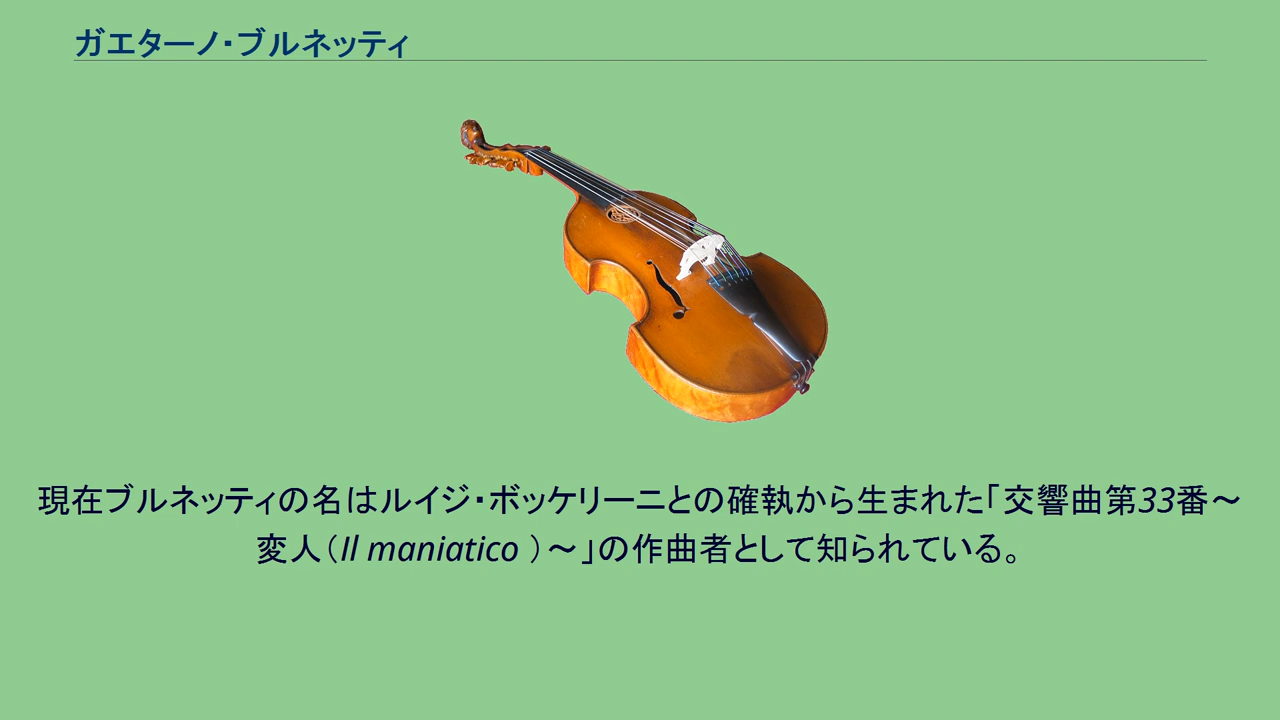 ガエターノ・ブルネッティ
現在ブルネッティの名はルイジ・ボッケリーニとの確執から生まれた「交響曲第33番～
変人（Il maniatico ）～」の作曲者として知られている。